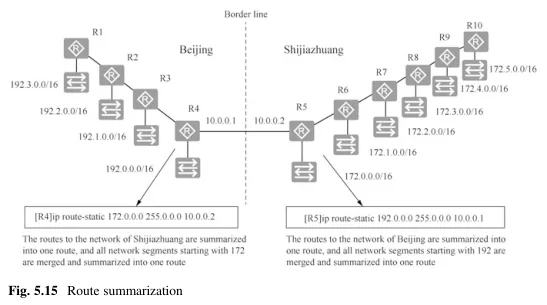 Border line
R1
R2
R3
R4
Beijing
Shijiazhuang
R5
R6
R7
R8
R9
R10
192.3.0.0/16
192.2.0.0/16
192.1.0.0/16
192.0.0.0/16
10.0.0.1
10.0.0.2
172.5.0.0/16
172.4.0.0/16
172.3.0.0/16
172.2.0.0/16
172.1.0.0/16
172.0.0.0/16
[R4]ip route-static 172.0.0.0 255.0.0.0 10.0.0.2
The routes to the network of Shijiazhuang are summarized
into one route, and all network segments starting with 172
are merged and summarized into one route
[R5]ip route-static 192.0.0.0 255.0.0.0 10.0.0.1
The routes to the network of Beijing are summarized into
one route, and all network segments starting with 192 are
merged and summarized into one route
Fig. 5.15 Route summarization